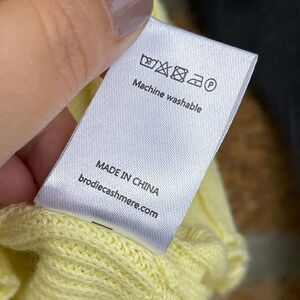 Machine washable
MADE IN CHINA
brodiecashmere.com